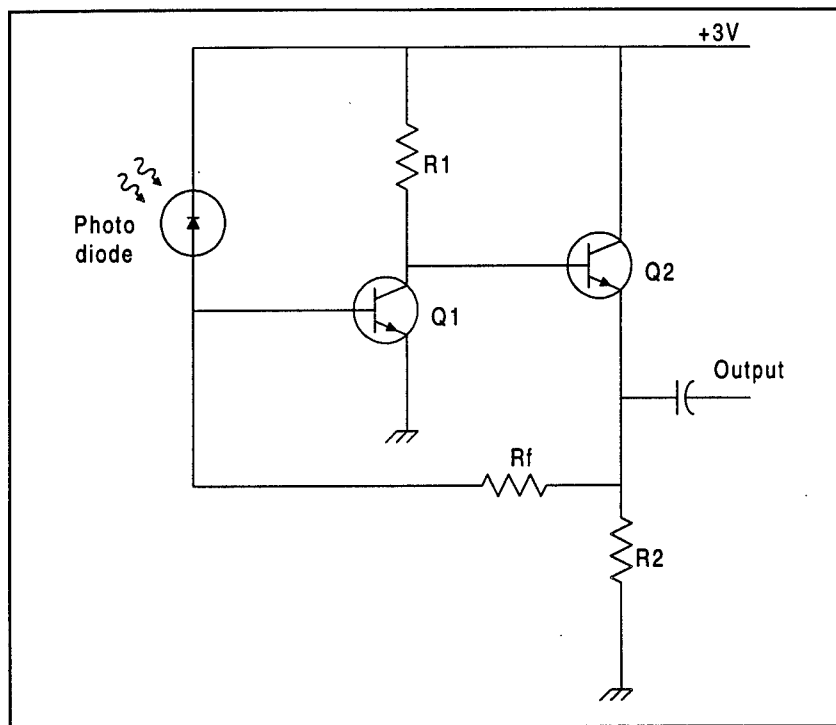 +3V
R1
Photo
diode
Q1
Q2
Output
Rf
R2